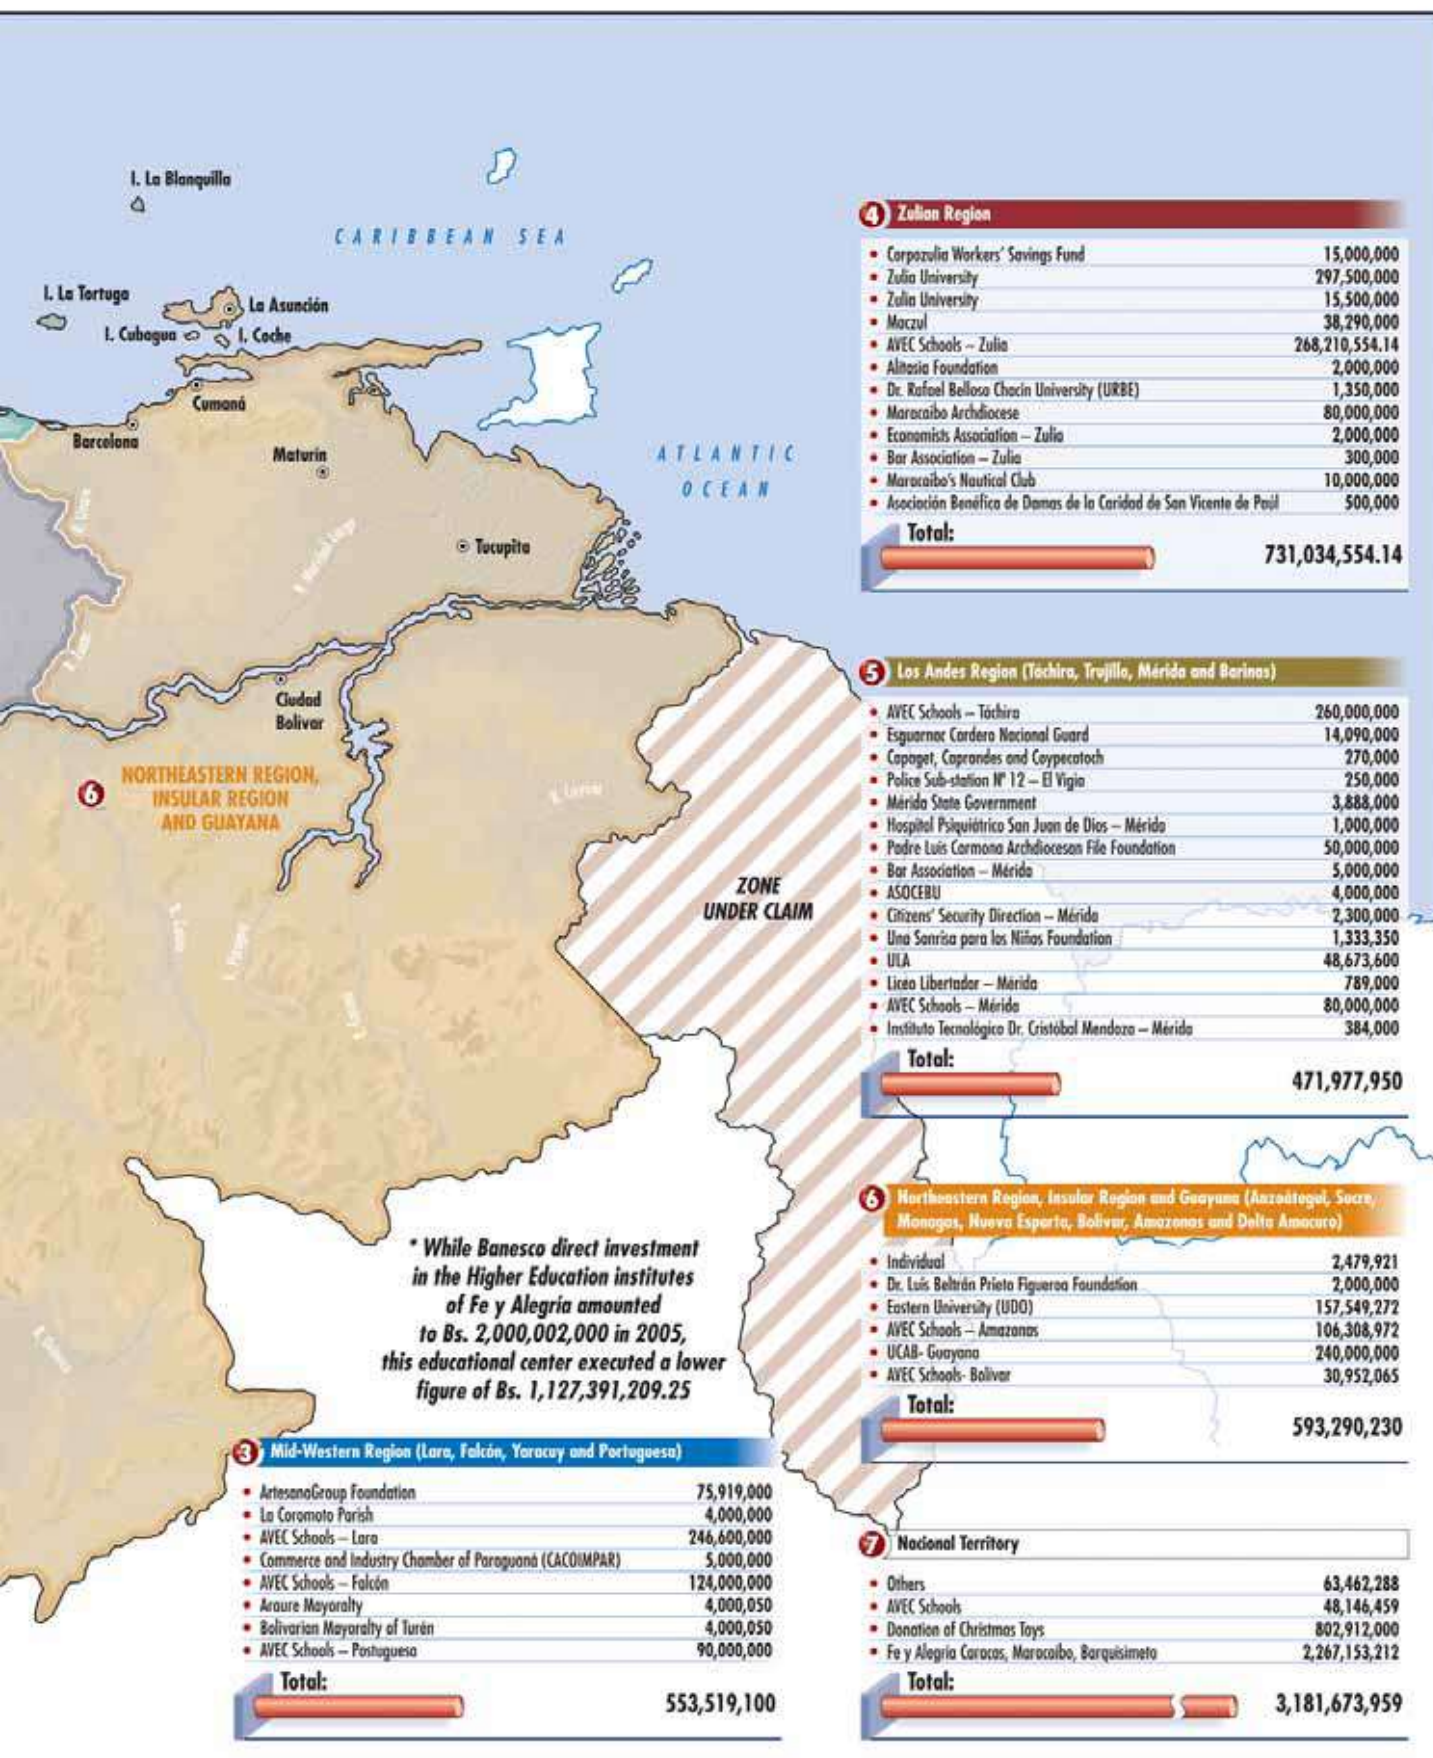 I. La Blanquilla
CARIBBEAN SEA
I. La Tortuga
La Asunción
I. Cubagua
I. Coche
Cumaná
Barcelona
Maturín
ATLANTIC
OCEAN
Tucupita
Ciudad
Bolívar
6
NORTHEASTERN REGION,
INSULAR REGION
AND GUAYANA
ZONE
UNDER CLAIM
* While Banesco direct investment
in the Higher Education institutes
of Fe y Alegría amounted
to Bs. 2,000,002,000 in 2005,
this educational center executed a lower
figure of Bs. 1,127,391,209.25
3 Mid-Western Region (Lara, Falcón, Yaracuy and Portuguesa)
• ArtesanoGroup Foundation 75,919,000
• La Coromoto Parish 4,000,000
• AVEC Schools – Lara 246,600,000
• Commerce and Industry Chamber of Paraguaná (CACOIMPAR) 5,000,000
• AVEC Schools – Falcón 124,000,000
• Araure Mayoralty 4,000,050
• Bolivarian Mayoralty of Turén 4,000,050
• AVEC Schools – Postuguesa 90,000,000
Total:
553,519,100
4 Zulian Region
• Corpozulia Workers' Savings Fund 15,000,000
• Zulia University 297,500,000
• Zulia University 15,500,000
• Maczul 38,290,000
• AVEC Schools – Zulia 268,210,554.14
• Alitasia Foundation 2,000,000
• Dr. Rafael Belloso Chacín University (URBE) 1,350,000
• Maracaibo Archdiocese 80,000,000
• Economists Association – Zulia 2,000,000
• Bar Association – Zulia 300,000
• Maracaibo's Nautical Club 10,000,000
• Asociación Benéfica de Damas de la Caridad de San Vicente de Paúl 500,000
Total:
731,034,554.14
5 Los Andes Region (Táchira, Trujillo, Mérida and Barinas)
• AVEC Schools – Táchira 260,000,000
• Esguarnac Cordero Nacional Guard 14,090,000
• Capaget, Caprandes and Caypecatach 270,000
• Police Sub-station Nº 12 – El Vigía 250,000
• Mérida State Government 3,888,000
• Hospital Psiquiátrico San Juan de Dios – Mérida 1,000,000
• Padre Luis Carmona Archdiocesan File Foundation 50,000,000
• Bar Association – Mérida 5,000,000
• ASOCEBU 4,000,000
• Citizens' Security Direction – Mérida 2,300,000
• Una Sonrisa para los Niños Foundation 1,333,350
• ULA 48,673,600
• Liceo Libertador – Mérida 789,000
• AVEC Schools – Mérida 80,000,000
• Instituto Tecnológico Dr. Cristóbal Mendoza – Mérida 384,000
Total:
471,977,950
6 Northeastern Region, Insular Region and Guayana (Anzoátegui, Sucre,
Monagas, Nueva Esparta, Bolívar, Amazonas and Delta Amacuro)
• Individual 2,479,921
• Dr. Luis Beltrán Prieto Figueroa Foundation 2,000,000
• Eastern University (UDO) 157,549,272
• AVEC Schools – Amazonas 106,308,972
• UCAB- Guayana 240,000,000
• AVEC Schools- Bolívar 30,952,065
Total:
593,290,230
7 Nacional Territory
• Others 63,462,288
• AVEC Schools 48,146,459
• Donation of Christmas Toys 802,912,000
• Fe y Alegría Caracas, Maracaibo, Barquisimeto 2,267,153,212
Total:
3,181,673,959